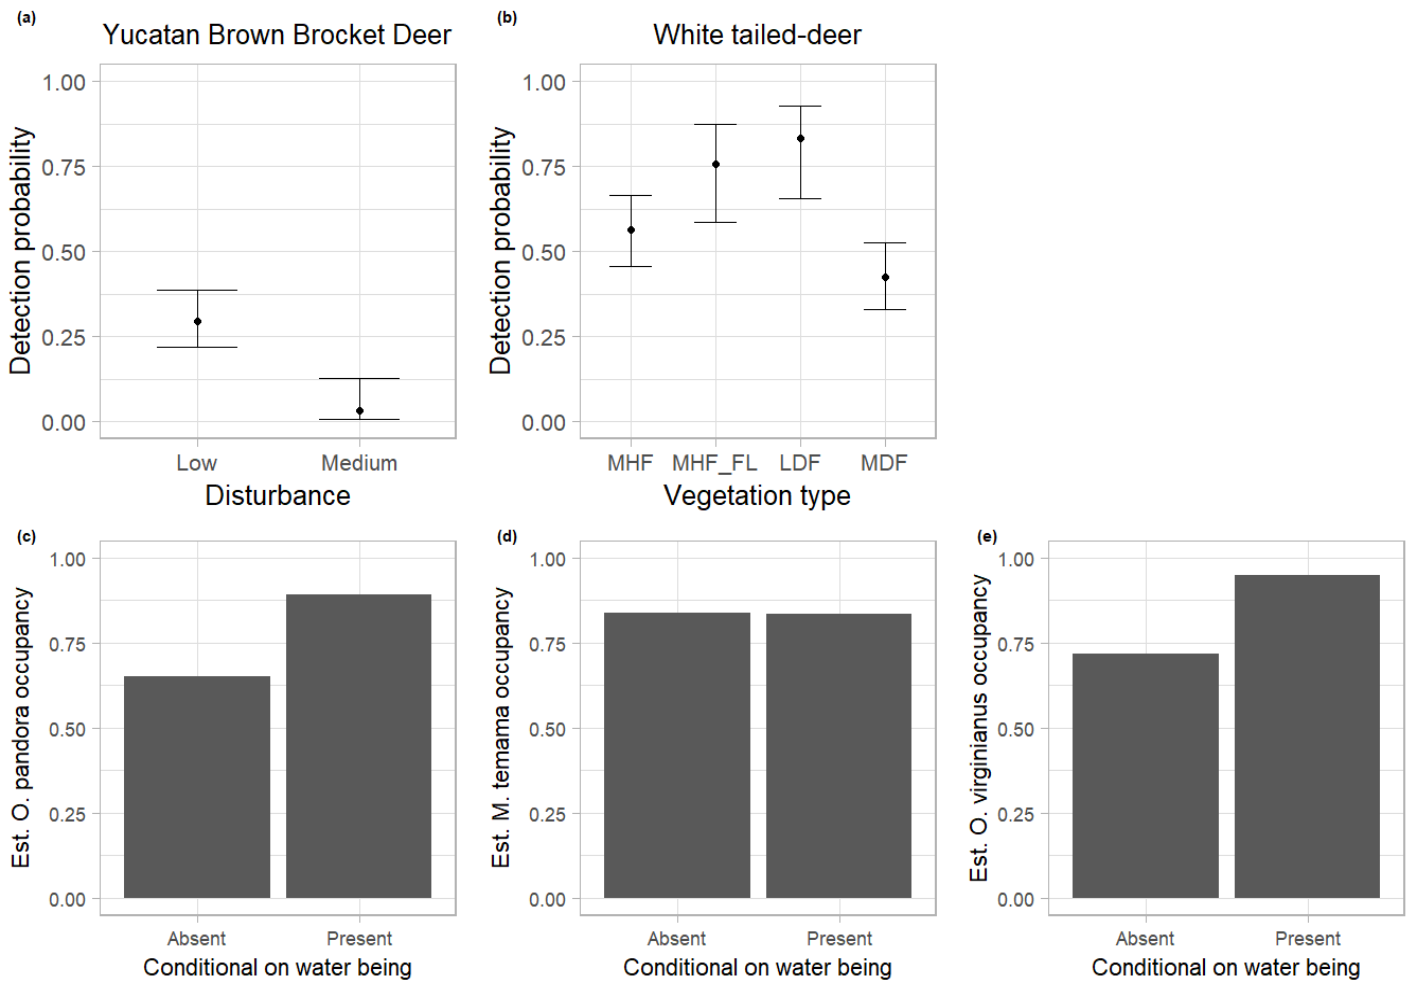 (a)
Yucatan Brown Brocket Deer
Detection probability
1.00
0.75
0.50
0.25
0.00
Low Medium
Disturbance
(b)
White tailed-deer
Detection probability
1.00
0.75
0.50
0.25
0.00
MHF MHF_FL LDF MDF
Vegetation type
(c)
Est. O. pandora occupancy
1.00
0.75
0.50
0.25
0.00
Absent Present
Conditional on water being
(d)
Est. M. temama occupancy
1.00
0.75
0.50
0.25
0.00
Absent Present
Conditional on water being
(e)
Est. O. virginianus occupancy
1.00
0.75
0.50
0.25
0.00
Absent Present
Conditional on water being